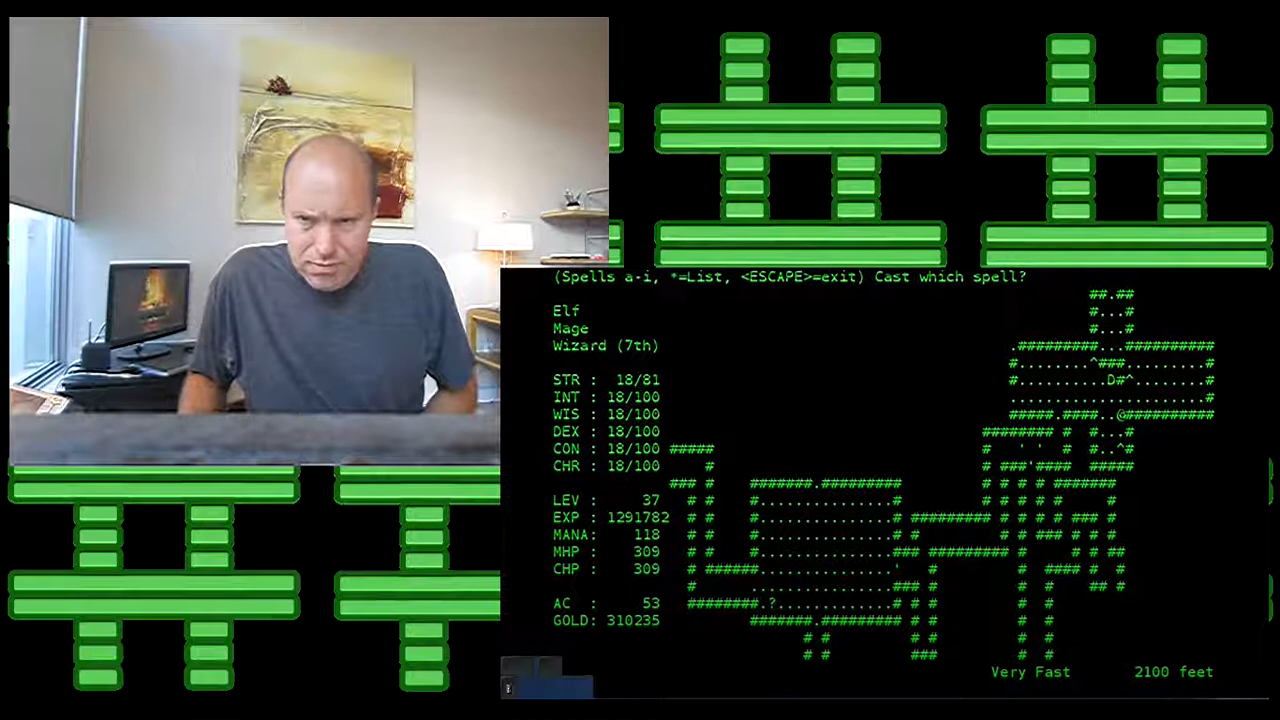 (Spells a-i, *=List, <ESCAPE>=exit) Cast which spell?
Elf
Mage
Wizard (7th)
STR : 18/81
INT : 18/100
WIS : 18/100
DEX : 18/100
CON : 18/100
CHR : 18/100
LEV : 37
EXP : 1291782
MANA: 118
MHP : 309
CHP : 309
AC : 53
GOLD: 310235
Very Fast 2100 feet